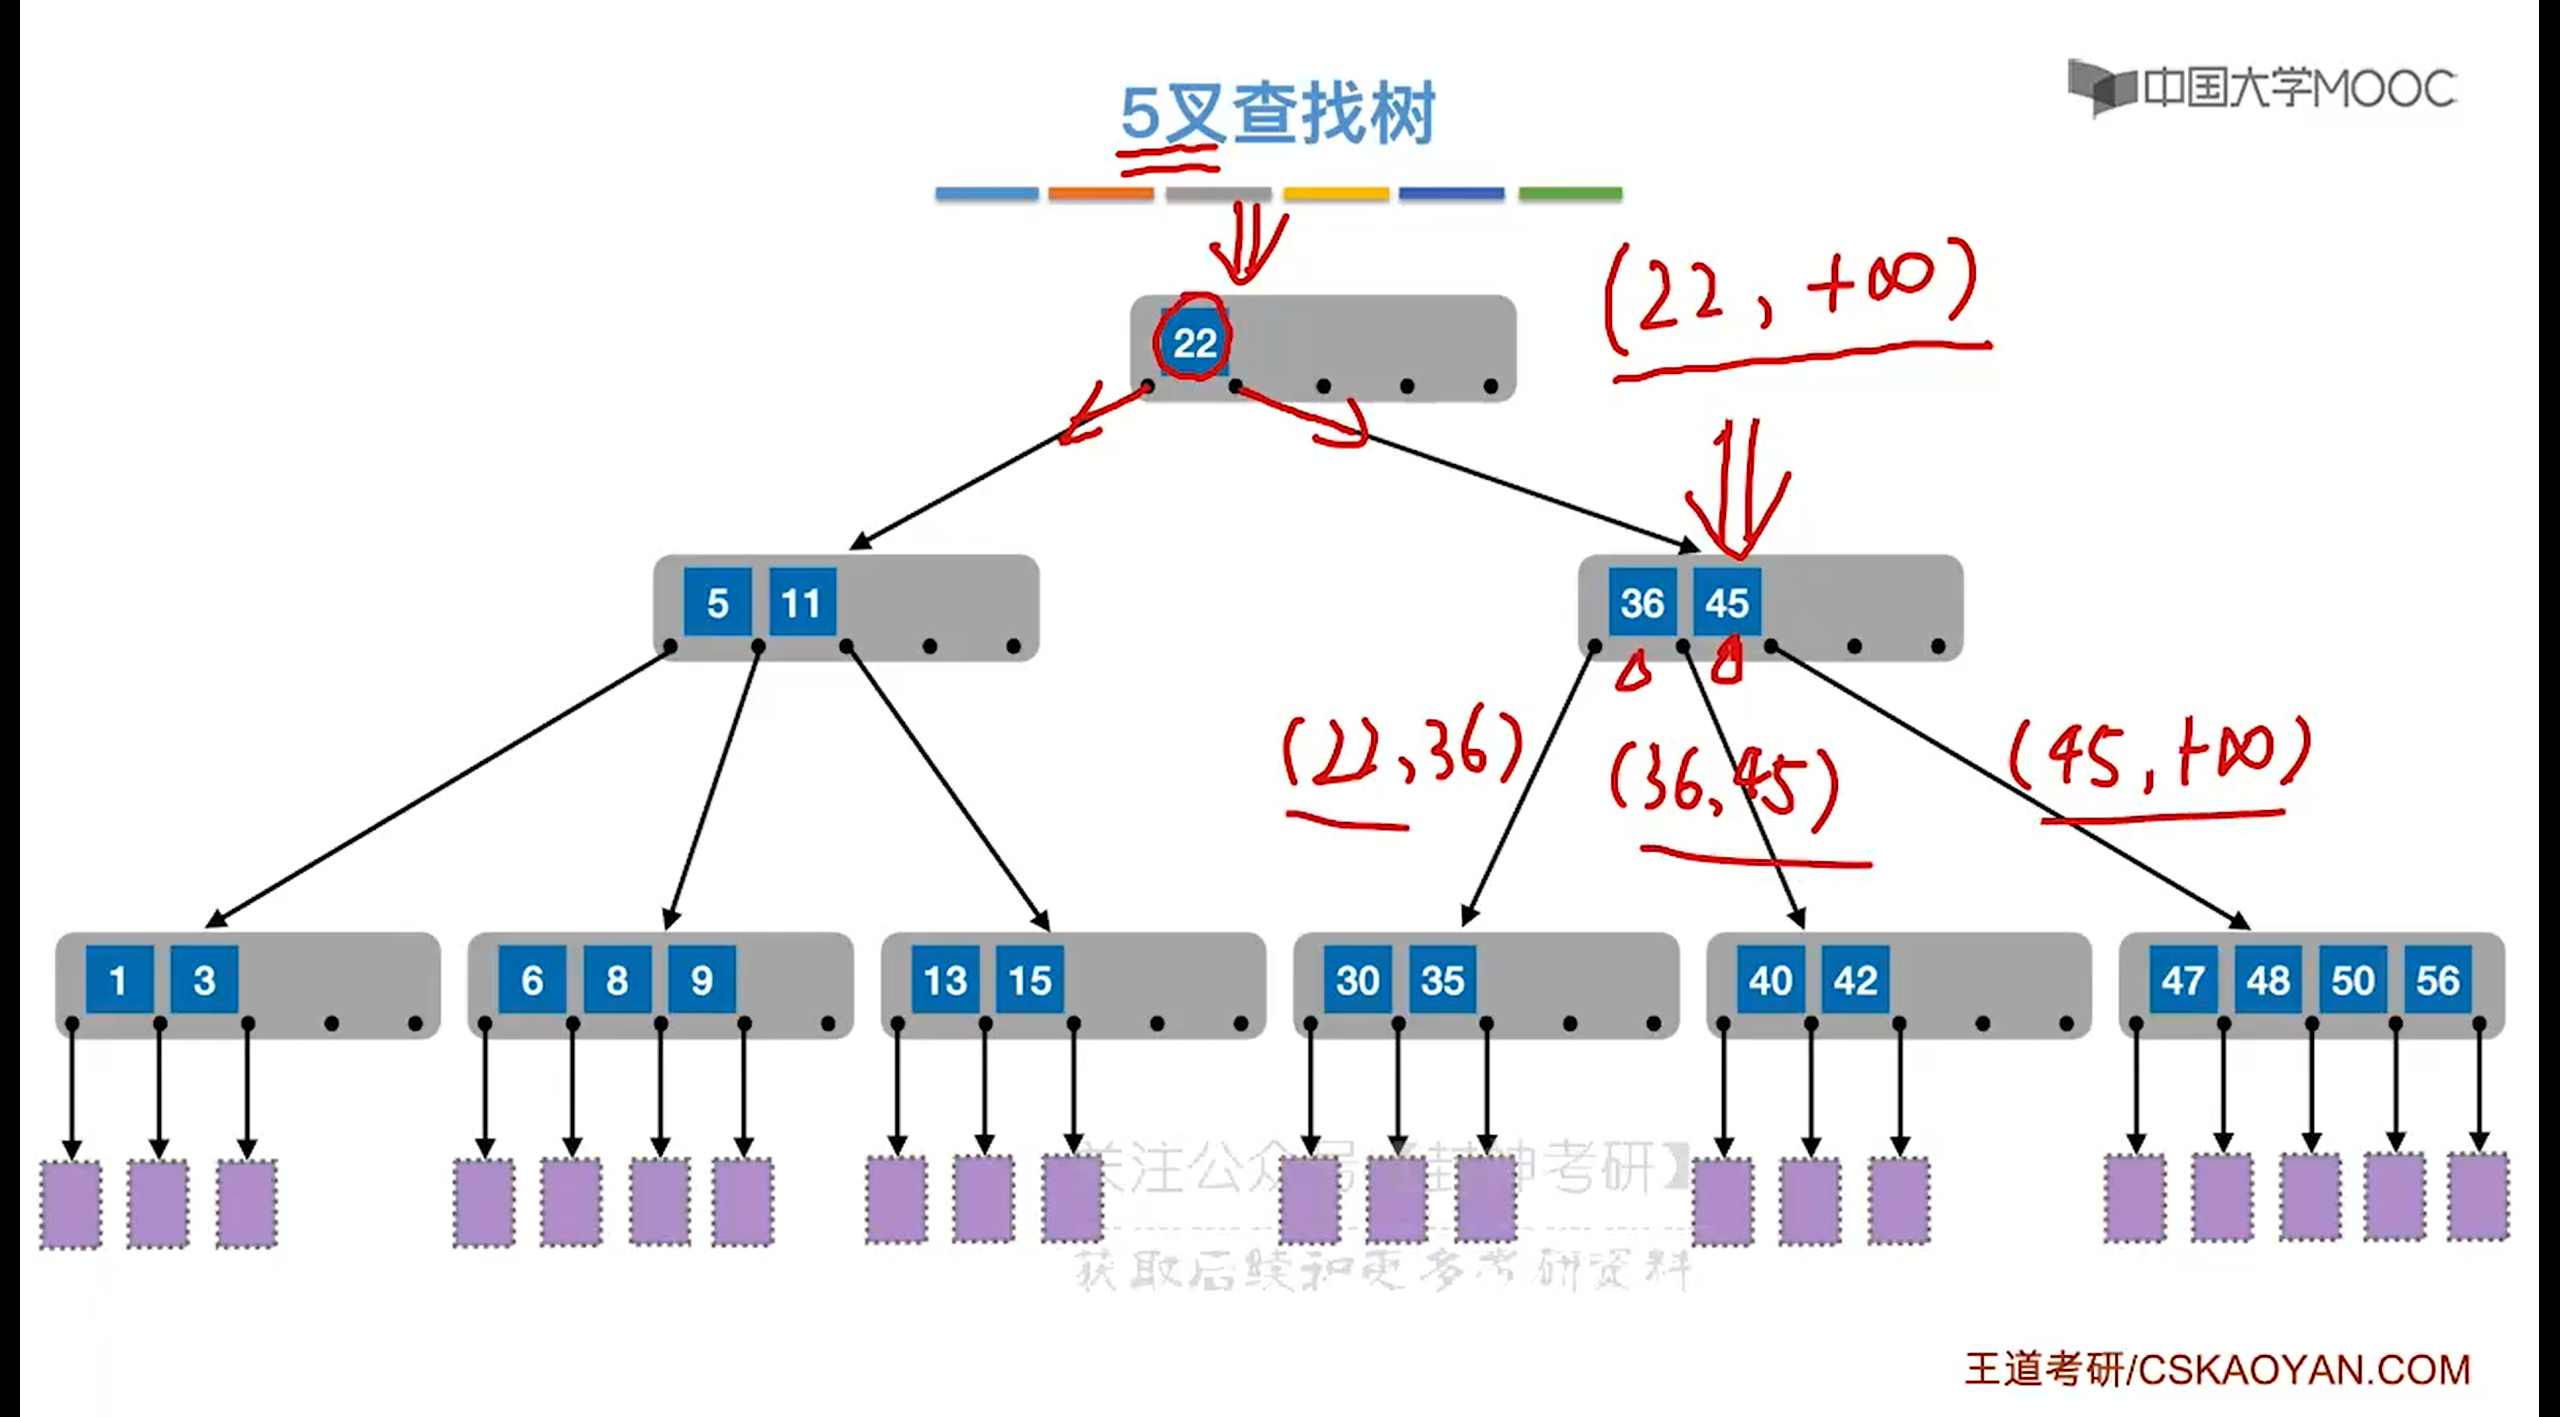 中国大学MOOC
5叉查找树
(22, +∞)
22
5 11
36 45
(22,36)
(36,45)
(45,+∞)
1 3
6 8 9
13 15
30 35
40 42
47 48 50 56
关注公众号【封神考研】
获取后续和更多考研资料
王道考研/CSKAOYAN.COM